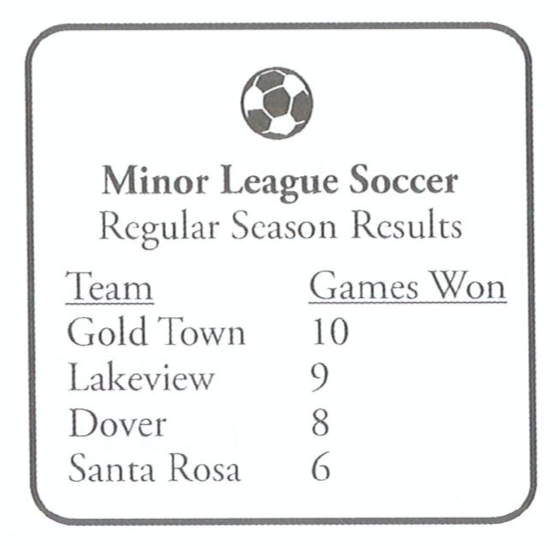 Minor League Soccer
Regular Season Results
Team Games Won
Gold Town 10
Lakeview 9
Dover 8
Santa Rosa 6